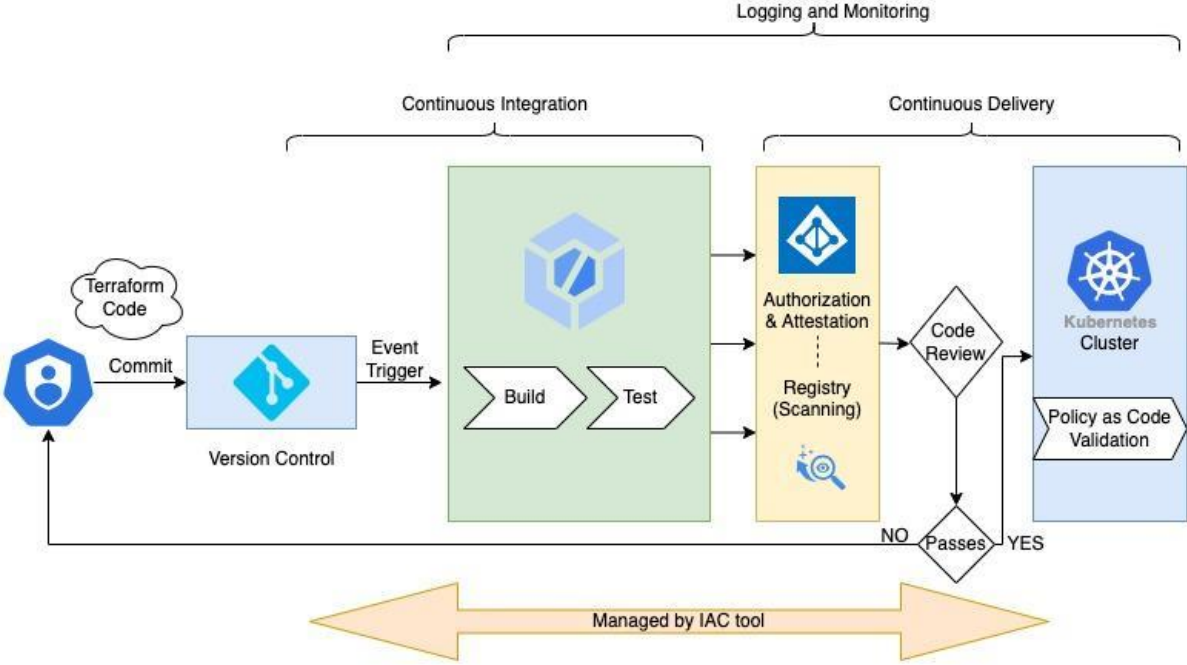 Logging and Monitoring
Continuous Integration
Continuous Delivery
Terraform
Code
Commit
Version Control
Event
Trigger
Build
Test
Authorization
& Attestation
Registry
(Scanning)
Code
Review
Passes
NO
YES
Kubernetes
Cluster
Policy as Code
Validation
Managed by IAC tool